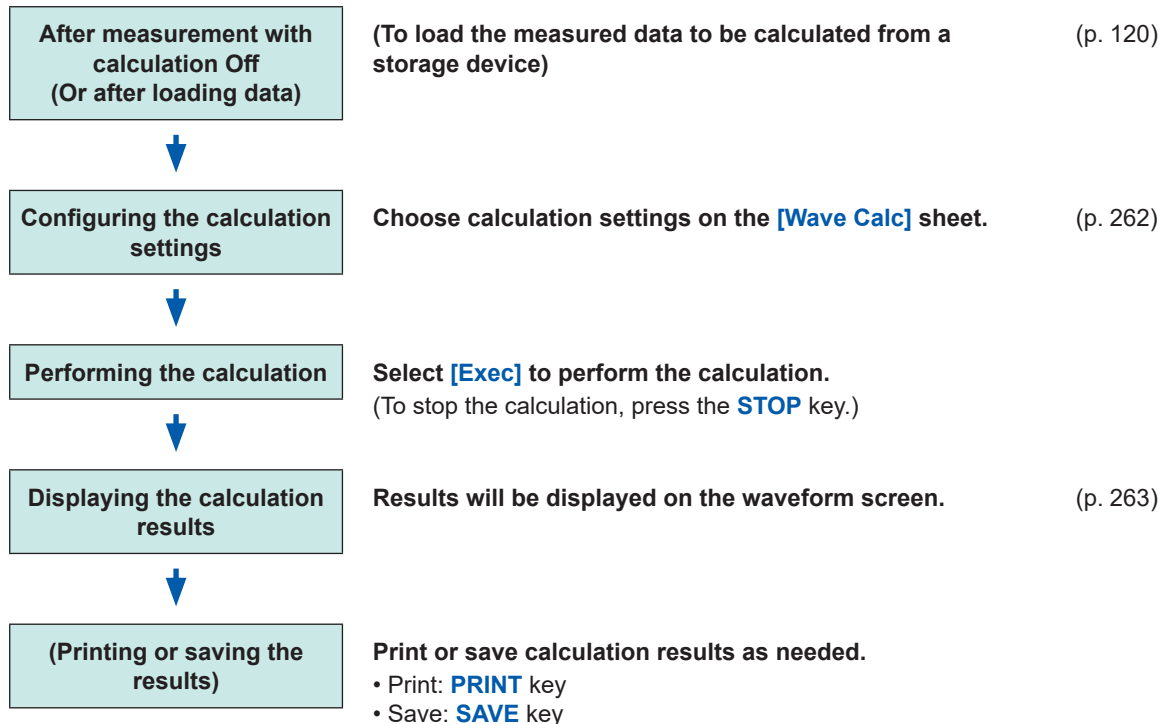 After measurement with
calculation Off
(Or after loading data)
(To load the measured data to be calculated from a
storage device)
(p. 120)
Configuring the calculation
settings
Choose calculation settings on the [Wave Calc] sheet.
(p. 262)
Performing the calculation
Select [Exec] to perform the calculation.
(To stop the calculation, press the STOP key.)
Displaying the calculation
results
Results will be displayed on the waveform screen.
(p. 263)
(Printing or saving the
results)
Print or save calculation results as needed.
• Print: PRINT key
• Save: SAVE key